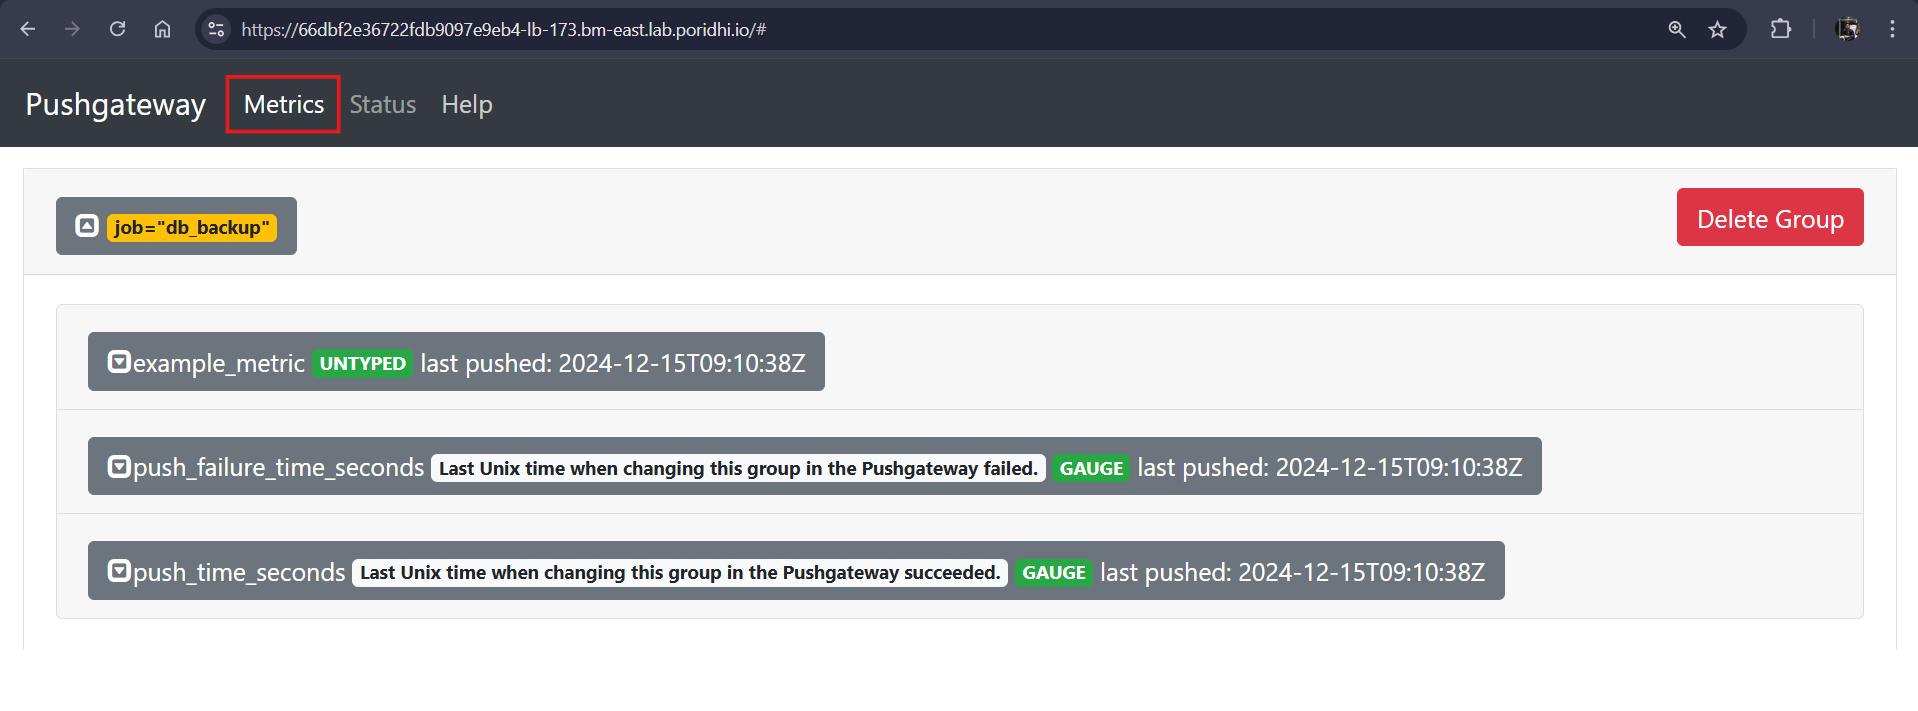 https://66dbf2e36722fdb9097e9eb4-lb-173.bm-east.lab.poridhi.io/#
Pushgateway Metrics Status Help
job="db_backup" Delete Group
example_metric UNTYPED last pushed: 2024-12-15T09:10:38Z
push_failure_time_seconds Last Unix time when changing this group in the Pushgateway failed. GAUGE last pushed: 2024-12-15T09:10:38Z
push_time_seconds Last Unix time when changing this group in the Pushgateway succeeded. GAUGE last pushed: 2024-12-15T09:10:38Z